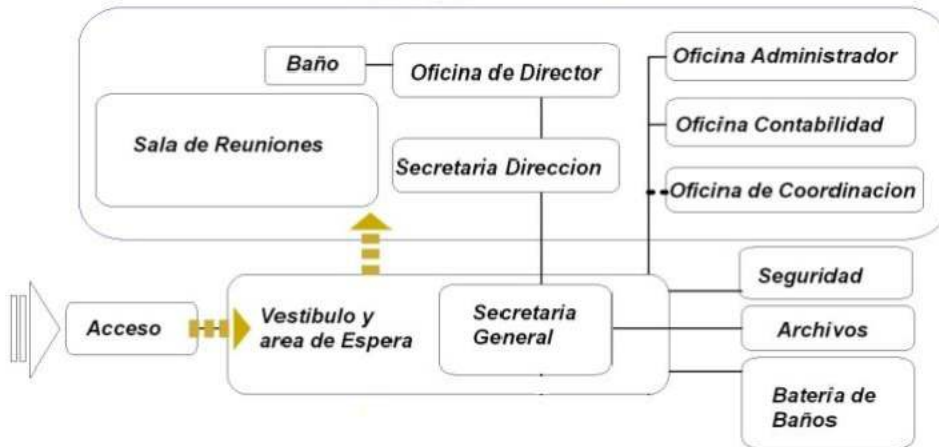 Baño
Oficina de Director
Oficina Administrador
Sala de Reuniones
Oficina Contabilidad
Secretaria Direccion
Oficina de Coordinacion
Acceso
Vestibulo y
area de Espera
Secretaria
General
Seguridad
Archivos
Bateria de
Baños